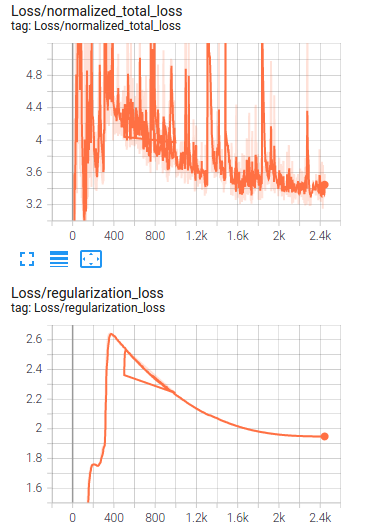 Loss/normalized_total_loss
tag: Loss/normalized_total_loss
4.8
4.4
4
3.6
3.2
0 400 800 1.2k 1.6k 2k 2.4k
Loss/regularization_loss
tag: Loss/regularization_loss
2.6
2.4
2.2
2
1.8
1.6
0 400 800 1.2k 1.6k 2k 2.4k